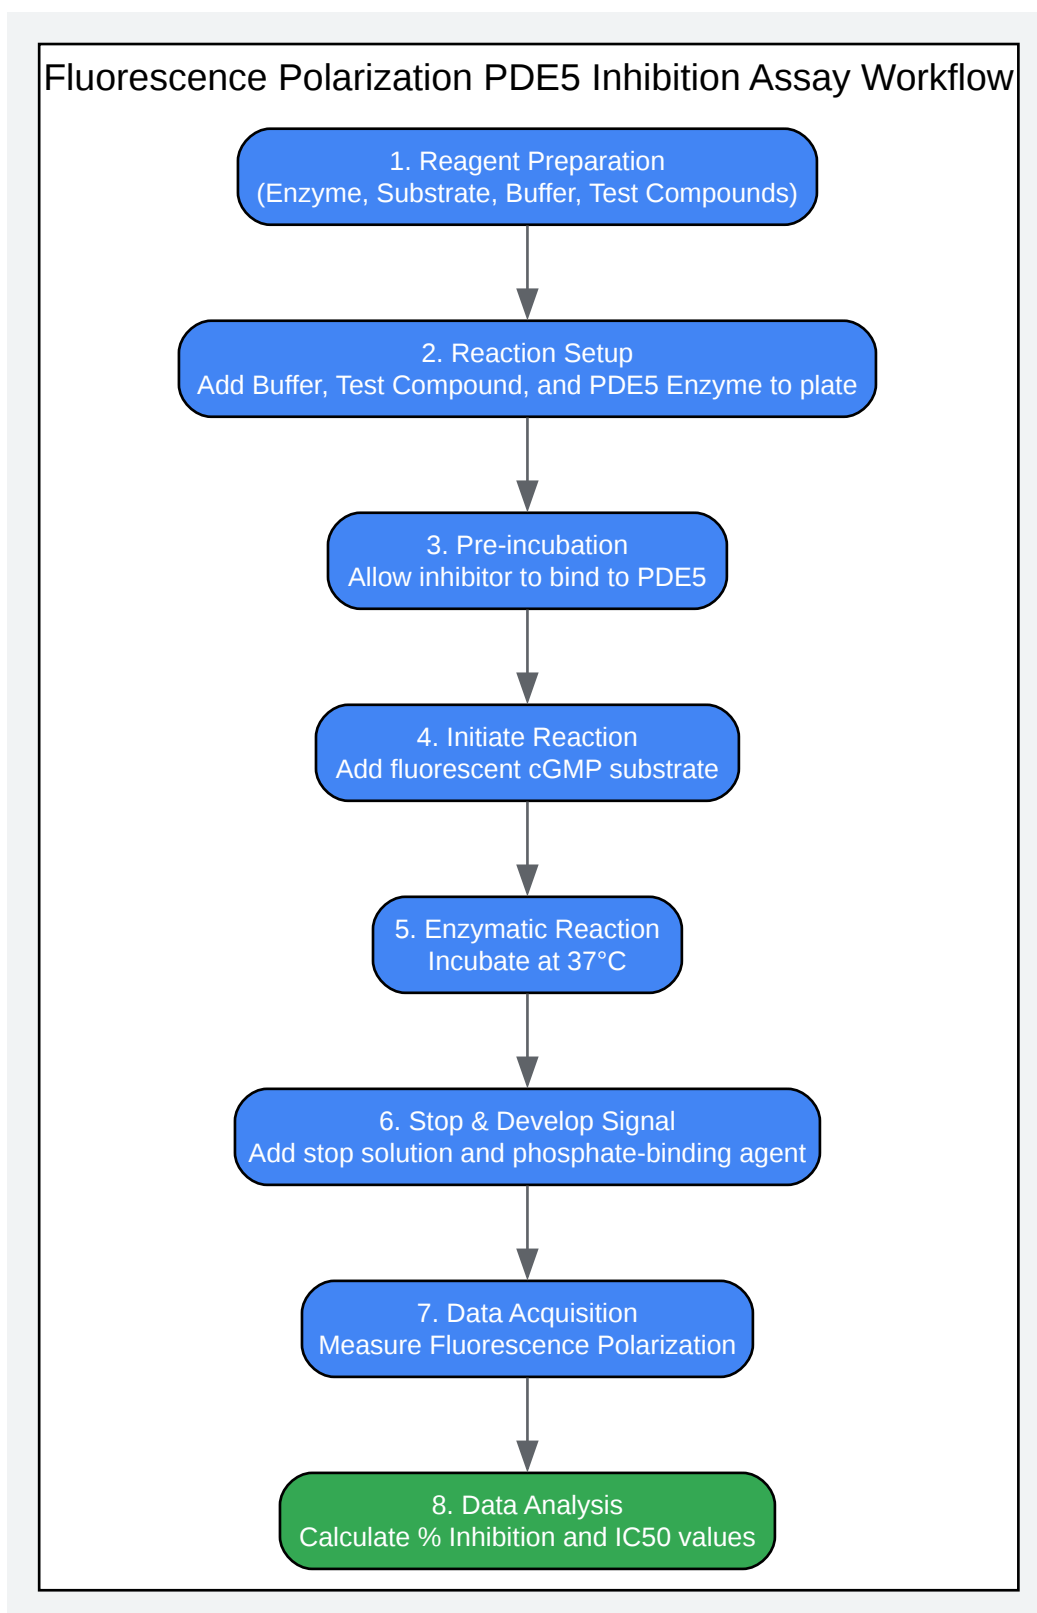 Fluorescence Polarization PDE5 Inhibition Assay Workflow
1. Reagent Preparation
(Enzyme, Substrate, Buffer, Test Compounds)
2. Reaction Setup
Add Buffer, Test Compound, and PDE5 Enzyme to plate
3. Pre-incubation
Allow inhibitor to bind to PDE5
4. Initiate Reaction
Add fluorescent cGMP substrate
5. Enzymatic Reaction
Incubate at 37°C
6. Stop & Develop Signal
Add stop solution and phosphate-binding agent
7. Data Acquisition
Measure Fluorescence Polarization
8. Data Analysis
Calculate % Inhibition and IC50 values